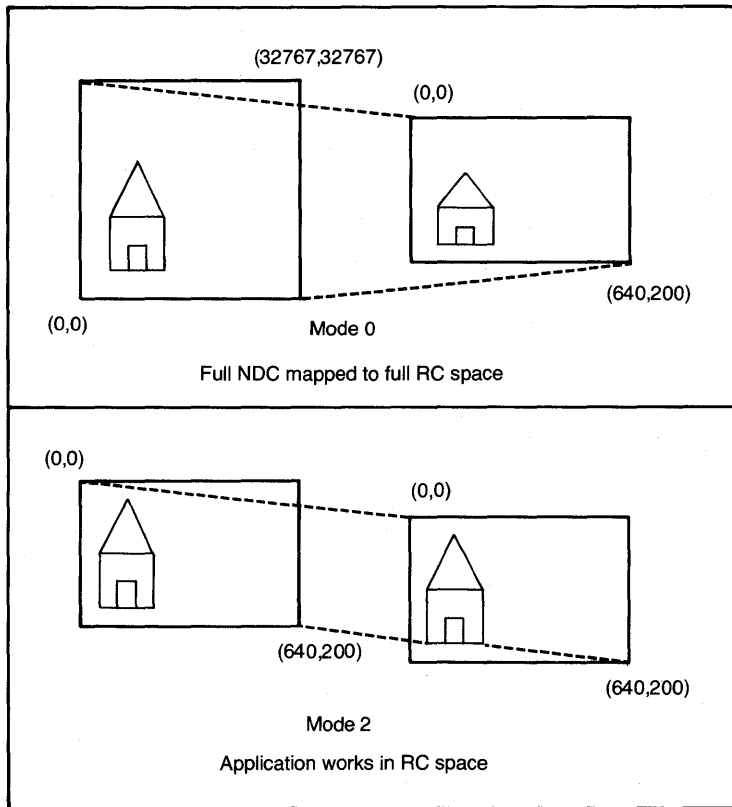 (32767,32767)
(0,0)
(0,0)
(640,200)
Mode 0
Full NDC mapped to full RC space
(0,0)
(0,0)
(640,200)
(640,200)
Mode 2
Application works in RC space